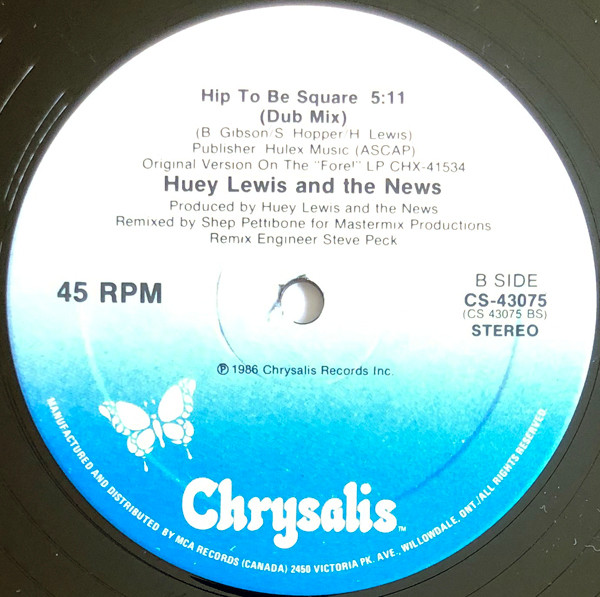 Hip To Be Square 5:11
(Dub Mix)
(B Gibson/S Hopper/H Lewis)
Publisher Hulex Music (ASCAP)
Original Version On The "Fore!" LP CHX-41534
Huey Lewis and the News
Produced by Huey Lewis and the News
Remixed by Shep Pettibone for Mastermix Productions
Remix Engineer Steve Peck
45 RPM
B SIDE
CS-43075
(CS 43075 BS)
STEREO
℗ 1986 Chrysalis Records Inc.
Chrysalis™
MANUFACTURED AND DISTRIBUTED BY MCA RECORDS (CANADA) 2450 VICTORIA PK. AVE., WILLOWDALE, ONT./ALL RIGHTS RESERVED